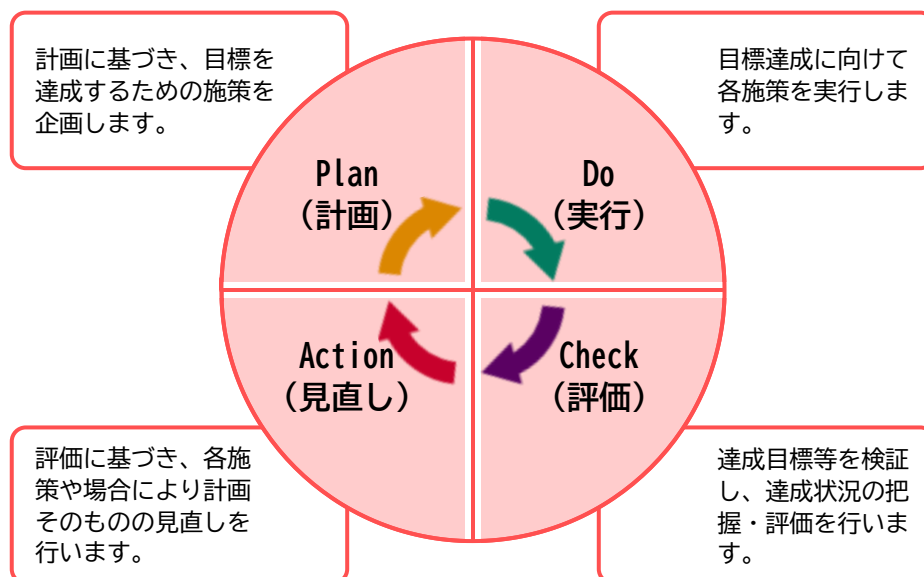 計画に基づき、目標を
達成するための施策を
企画します。
目標達成に向けて
各施策を実行しま
す。
Plan
（計画）
Do
（実行）
Action
（見直し）
Check
（評価）
評価に基づき、各施
策や場合により計画
そのものの見直しを
行います。
達成目標等を検証
し、達成状況の把
握・評価を行いま
す。